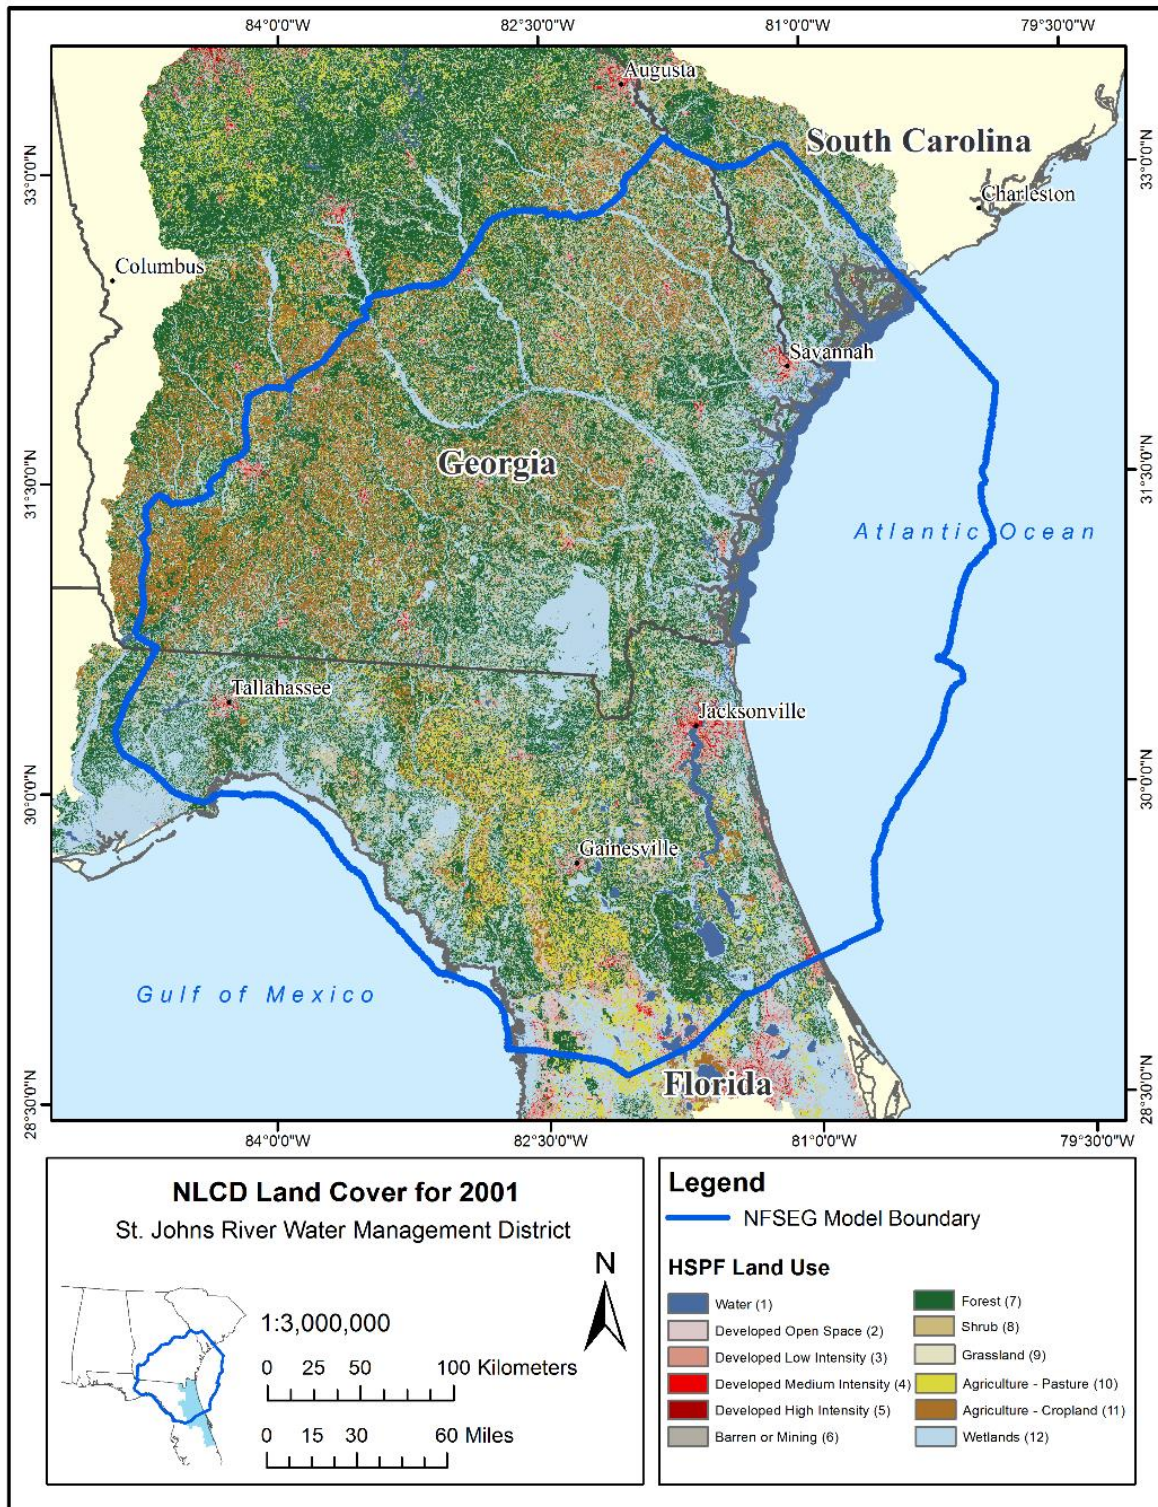 84°0'0"W 82°30'0"W 81°0'0"W 79°30'0"W
Augusta
South Carolina
33°0'0"N
33°0'0"N
Charleston
Columbus
Savannah
Georgia
31°30'0"N
31°30'0"N
Atlantic Ocean
Tallahassee
Jacksonville
30°0'0"N
30°0'0"N
Gainesville
Gulf of Mexico
Florida
28°30'0"N
28°30'0"N
84°0'0"W 82°30'0"W 81°0'0"W 79°30'0"W
NLCD Land Cover for 2001
St. Johns River Water Management District
N
1:3,000,000
0 25 50 100 Kilometers
0 15 30 60 Miles
Legend
NFSEG Model Boundary
HSPF Land Use
Water (1)
Developed Open Space (2)
Developed Low Intensity (3)
Developed Medium Intensity (4)
Developed High Intensity (5)
Barren or Mining (6)
Forest (7)
Shrub (8)
Grassland (9)
Agriculture - Pasture (10)
Agriculture - Cropland (11)
Wetlands (12)